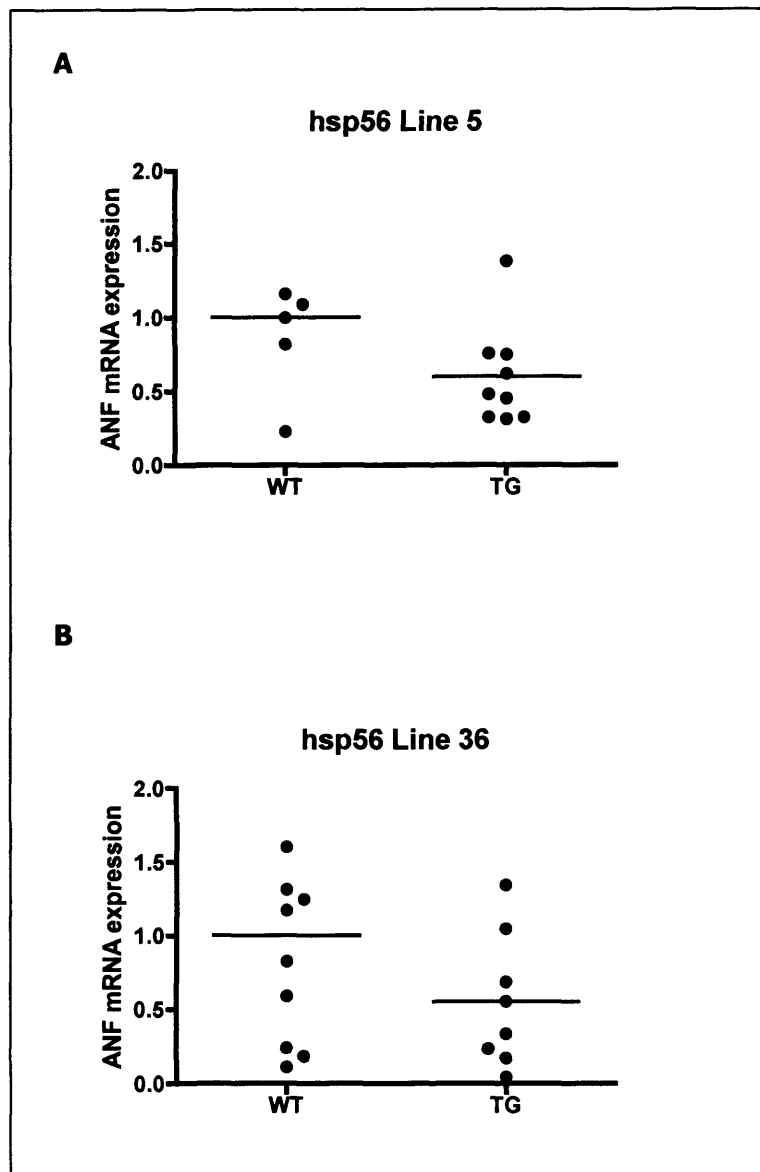 A
hsp56 Line 5
ANF mRNA expression
2.0
1.5
1.0
0.5
0.0
WT TG
B
hsp56 Line 36
ANF mRNA expression
2.0
1.5
1.0
0.5
0.0
WT TG